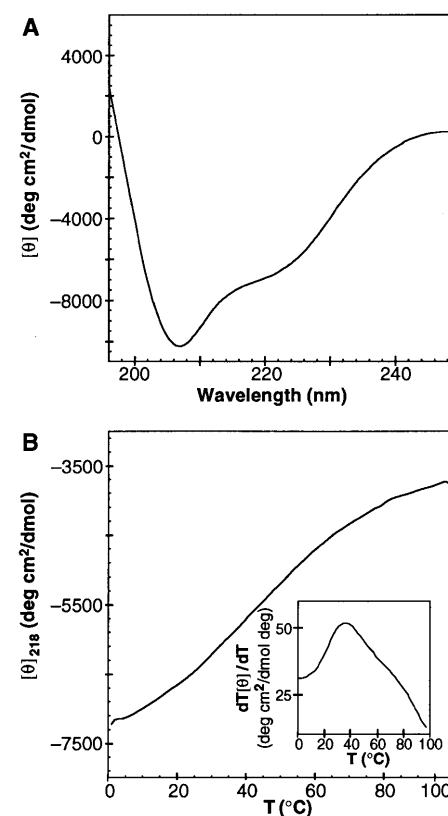 A
4000
0
−4000
−8000
[θ] (deg cm²/dmol)
200
220
240
Wavelength (nm)
B
−3500
−5500
−7500
[θ]₂₁₈ (deg cm²/dmol)
0
20
40
60
80
100
T (°C)
50
25
dT[θ]/dT
(deg cm²/dmol deg)
0
20
40
60
80
100
T (°C)